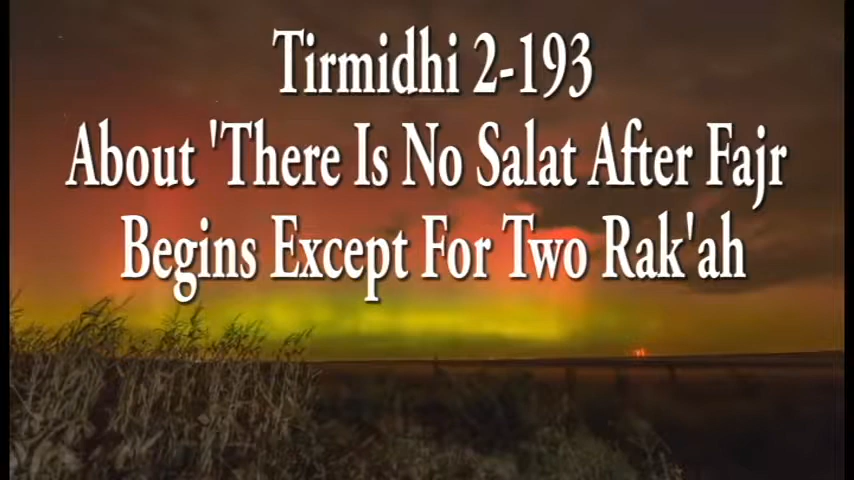 Tirmidhi 2-193
About 'There Is No Salat After Fajr
Begins Except For Two Rak'ah